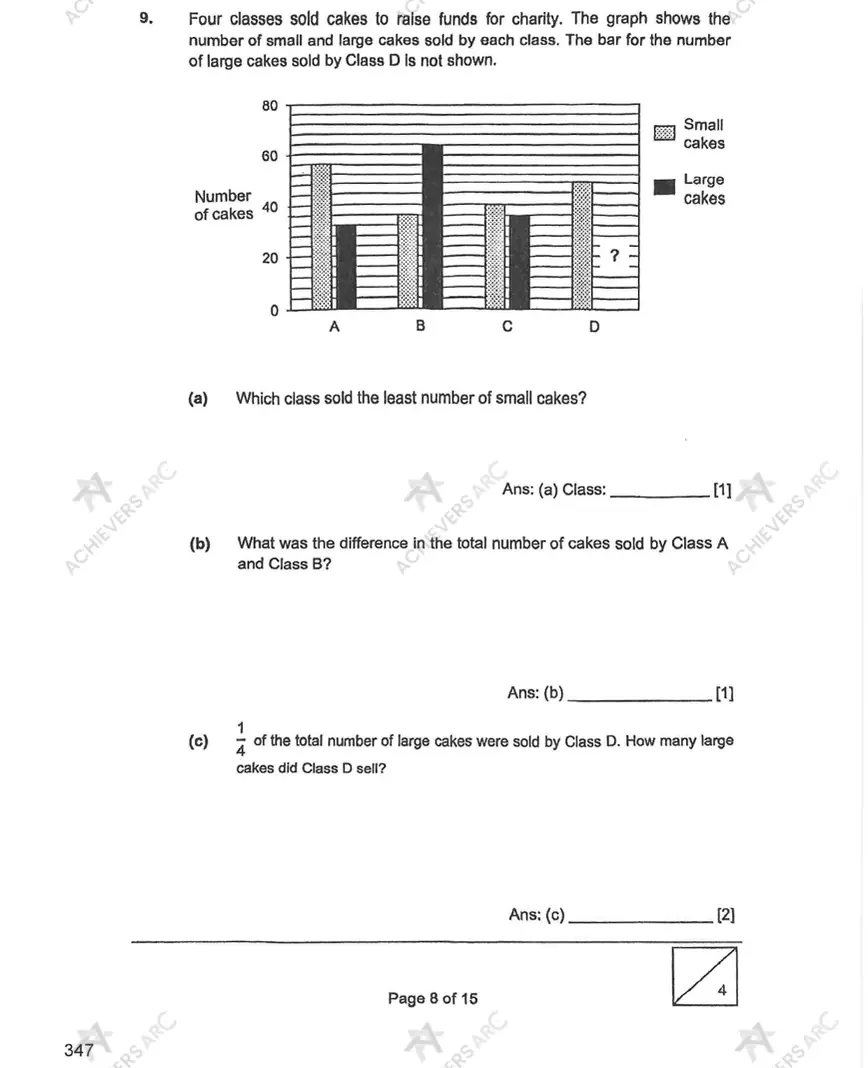 9. Four classes sold cakes to raise funds for charity. The graph shows the
number of small and large cakes sold by each class. The bar for the number
of large cakes sold by Class D is not shown.
80
60
40
20
0
Number
of cakes
Small
cakes
Large
cakes
?
A B C D
(a) Which class sold the least number of small cakes?
Ans: (a) Class: ____________ [1]
ACHIEVERS ARC
ACHIEVERS ARC
ACHIEVERS ARC
(b) What was the difference in the total number of cakes sold by Class A
and Class B?
Ans: (b) _________________ [1]
(c) 1/4 of the total number of large cakes were sold by Class D. How many large
cakes did Class D sell?
Ans: (c) _________________ [2]
4
Page 8 of 15
347